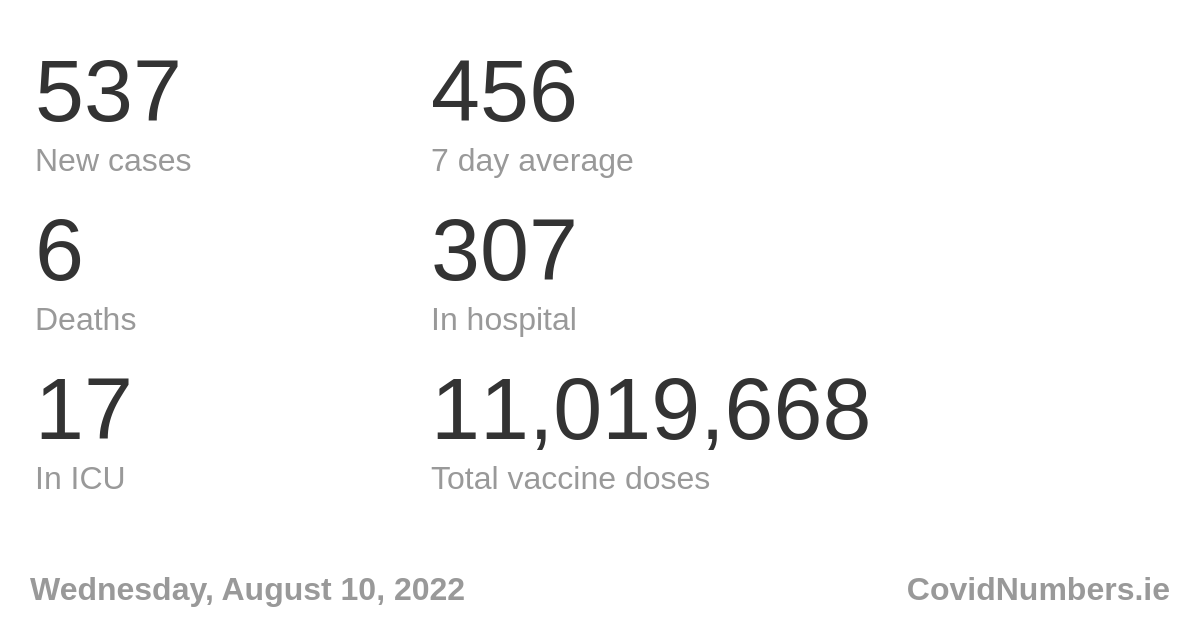 537
New cases
456
7 day average
6
Deaths
307
In hospital
17
In ICU
11,019,668
Total vaccine doses
Wednesday, August 10, 2022
CovidNumbers.ie